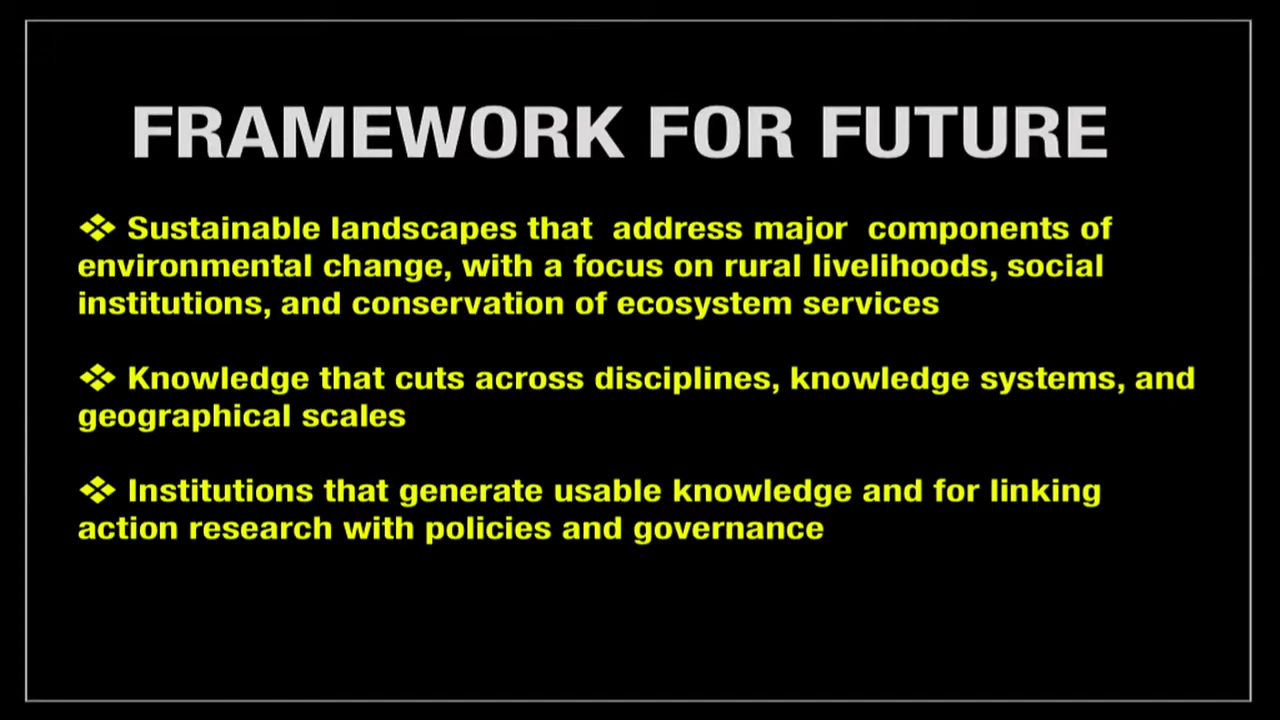 FRAMEWORK FOR FUTURE
❖ Sustainable landscapes that address major components of
environmental change, with a focus on rural livelihoods, social
institutions, and conservation of ecosystem services
❖ Knowledge that cuts across disciplines, knowledge systems, and
geographical scales
❖ Institutions that generate usable knowledge and for linking
action research with policies and governance